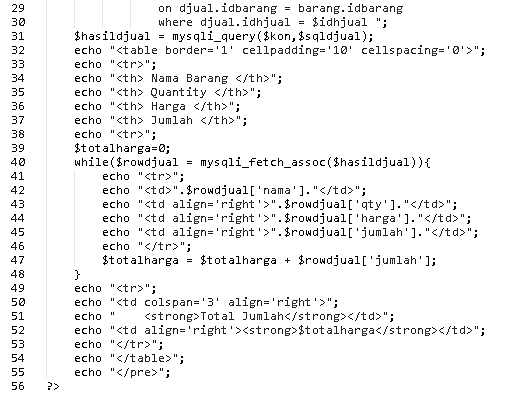 29 on djual.idbarang = barang.idbarang
30 where djual.idhjual = $idhjual ";
31 $hasildjual = mysqli_query($kon,$sqldjual);
32 echo "<table border='1' cellpadding='10' cellspacing='0'>";
33 echo "<tr>";
34 echo "<th> Nama Barang </th>";
35 echo "<th> Quantity </th>";
36 echo "<th> Harga </th>";
37 echo "<th> Jumlah </th>";
38 echo "<tr>";
39 $totalharga=0;
40 while($rowdjual = mysqli_fetch_assoc($hasildjual)){
41 echo "<tr>";
42 echo "<td>".$rowdjual['nama']."</td>";
43 echo "<td align='right'>".$rowdjual['qty']."</td>";
44 echo "<td align='right'>".$rowdjual['harga']."</td>";
45 echo "<td align='right'>".$rowdjual['jumlah']."</td>";
46 echo "</tr>";
47 $totalharga = $totalharga + $rowdjual['jumlah'];
48 }
49 echo "<tr>";
50 echo "<td colspan='3' align='right'>";
51 echo "    <strong>Total Jumlah</strong></td>";
52 echo "<td align='right'><strong>$totalharga</strong></td>";
53 echo "</tr>";
54 echo "</table>";
55 echo "</pre>";
56 ?>